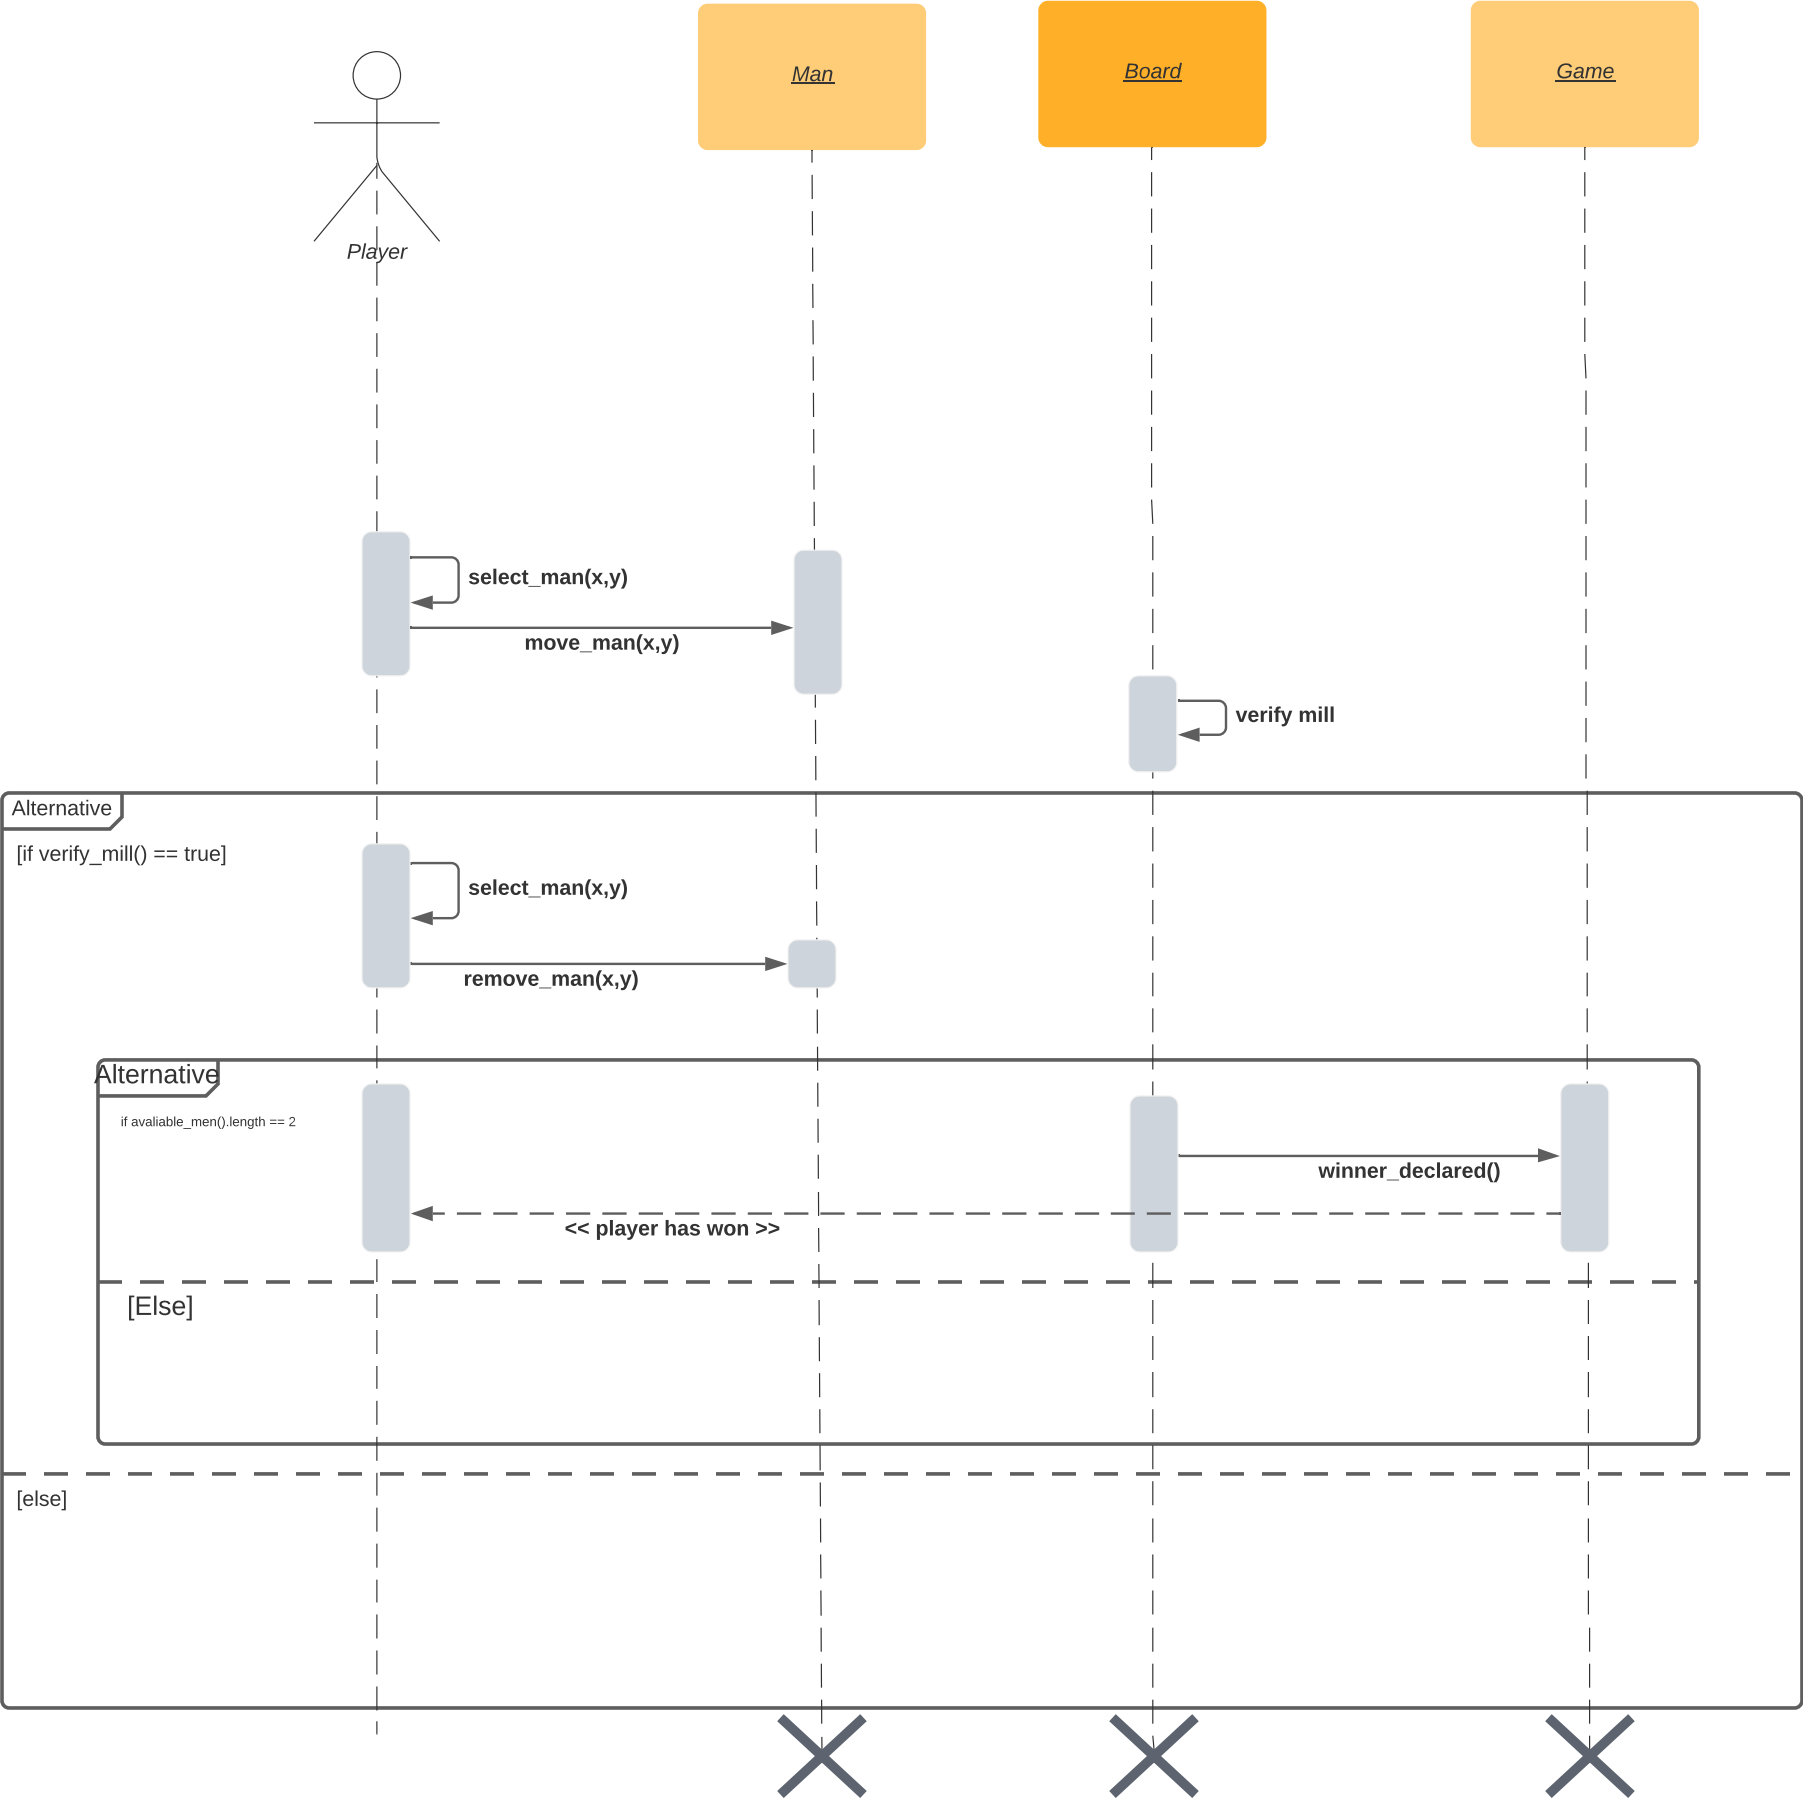 Man
Board
Game
Player
select_man(x,y)
move_man(x,y)
verify mill
Alternative
[if verify_mill() == true]
select_man(x,y)
remove_man(x,y)
Alternative
if avaliable_men().length == 2
winner_declared()
<< player has won >>
[Else]
[else]